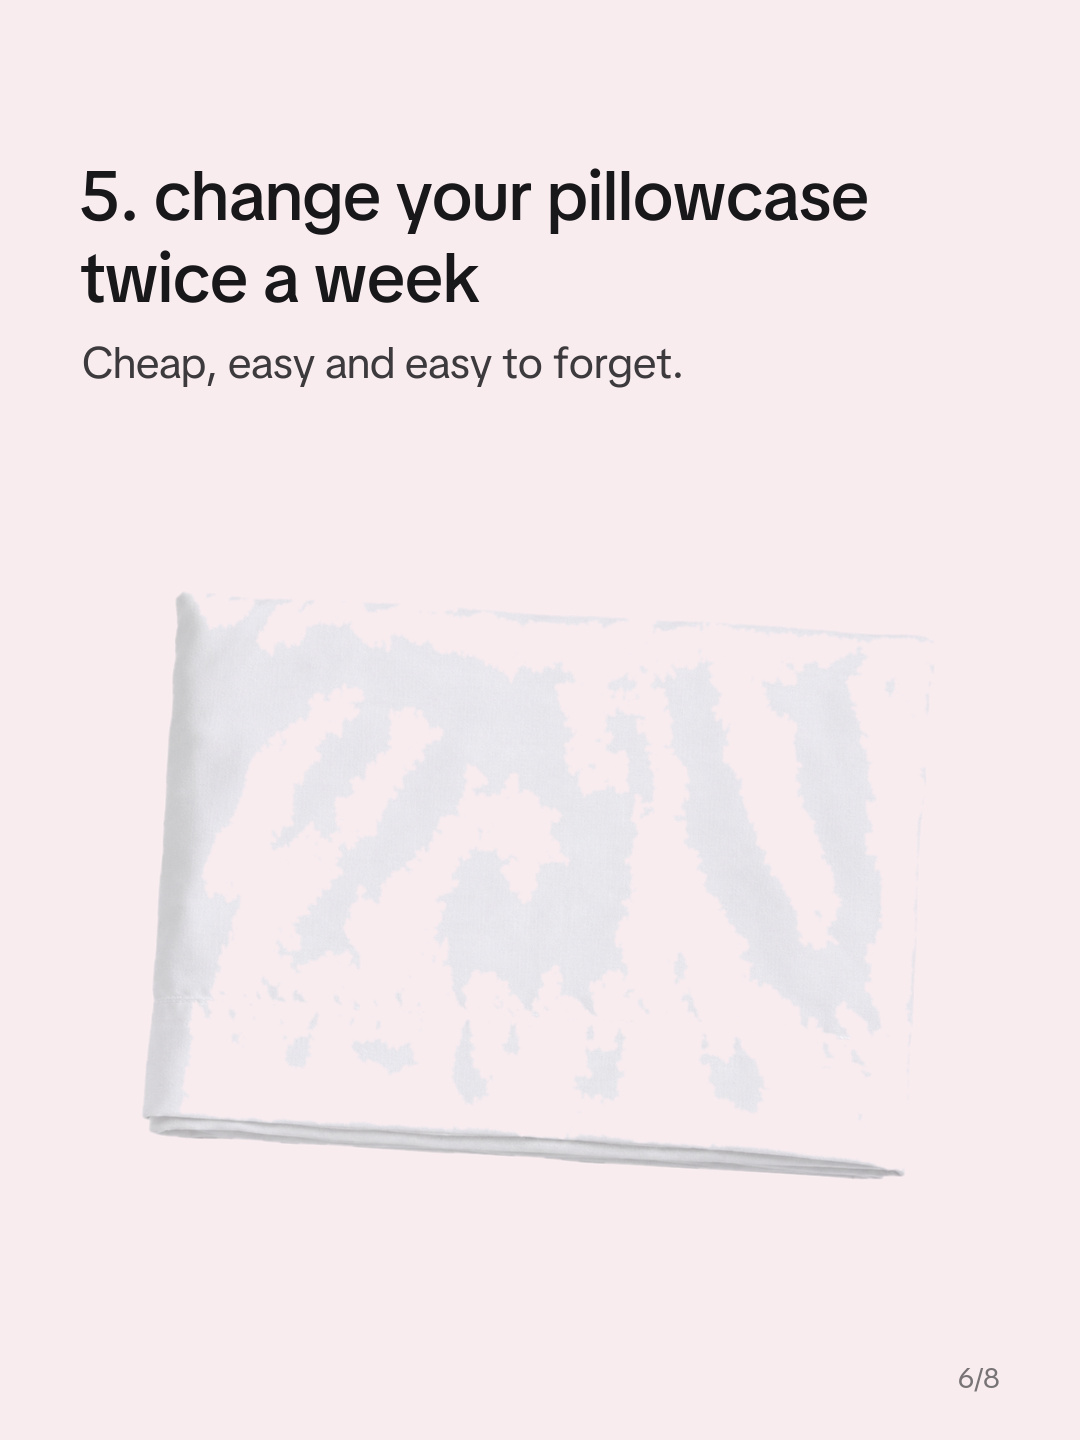 5. change your pillowcase
twice a week
Cheap, easy and easy to forget.
6/8